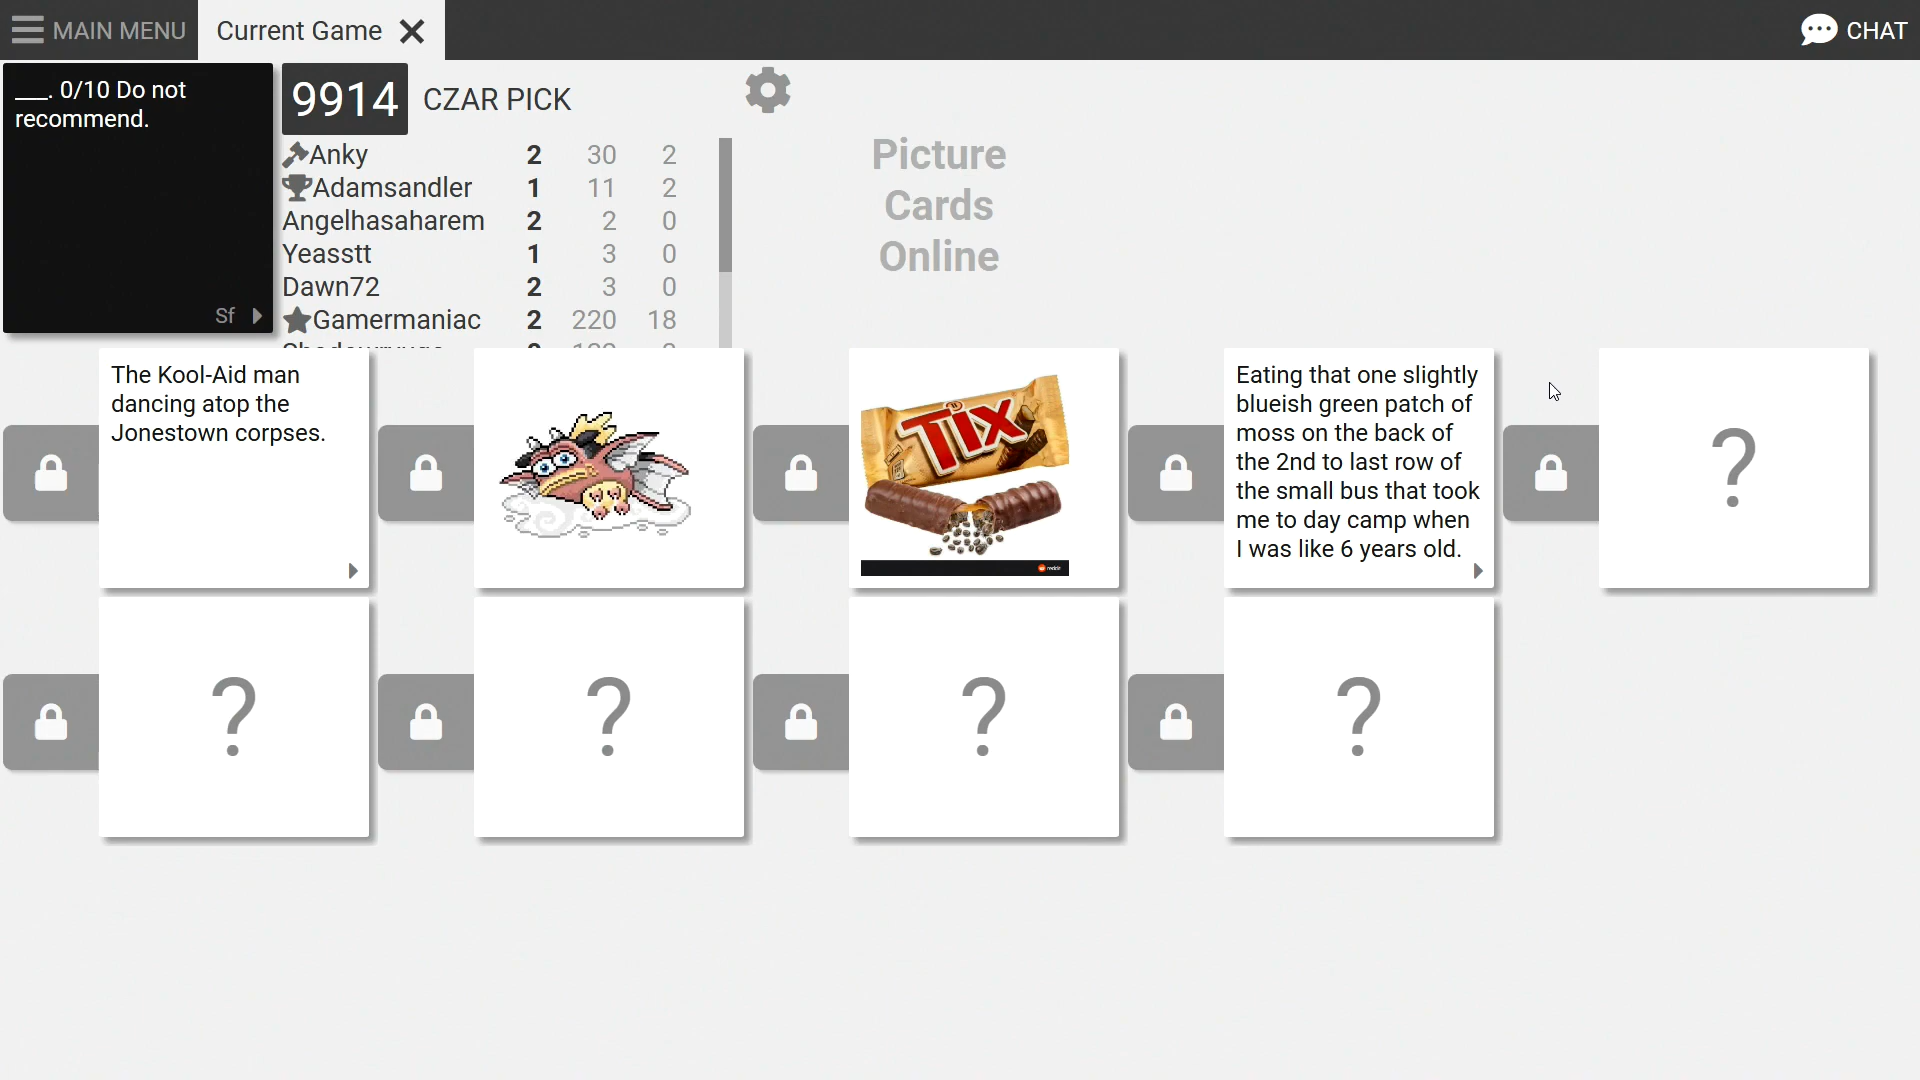 MAIN MENU
Current Game
CHAT
___. 0/10 Do not
recommend.
Sf
9914 CZAR PICK
Anky 2 30 2
Adamsandler 1 11 2
Angelhasaharem 2 2 0
Yeasstt 1 3 0
Dawn72 2 3 0
Gamermaniac 2 220 18
Picture
Cards
Online
The Kool-Aid man
dancing atop the
Jonestown corpses.
TIX
reddit
Eating that one slightly
blueish green patch of
moss on the back of
the 2nd to last row of
the small bus that took
me to day camp when
I was like 6 years old.
?
?
?
?
?